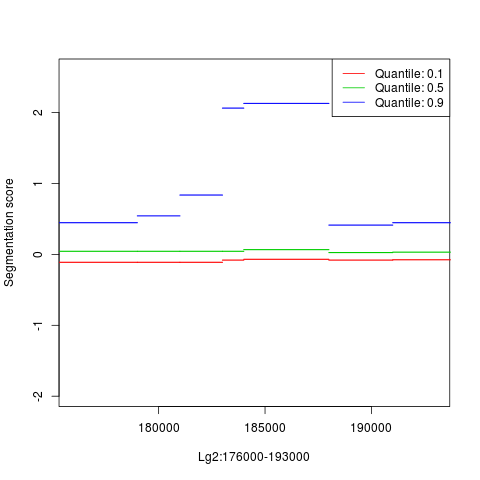 Quantile: 0.1
Quantile: 0.5
Quantile: 0.9
2
1
0
-1
-2
Segmentation score
180000 185000 190000
Lg2:176000-193000